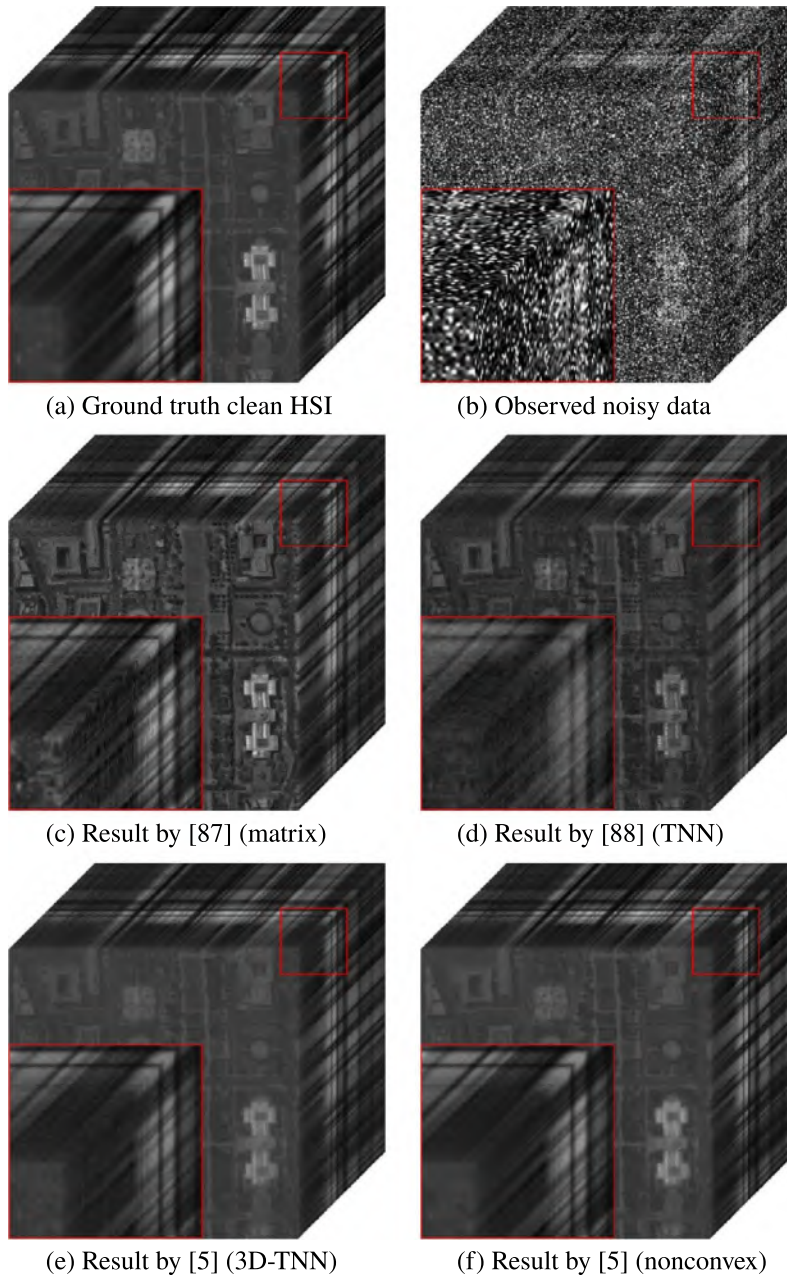 (a) Ground truth clean HSI
(b) Observed noisy data
(c) Result by [87] (matrix)
(d) Result by [88] (TNN)
(e) Result by [5] (3D-TNN)
(f) Result by [5] (nonconvex)